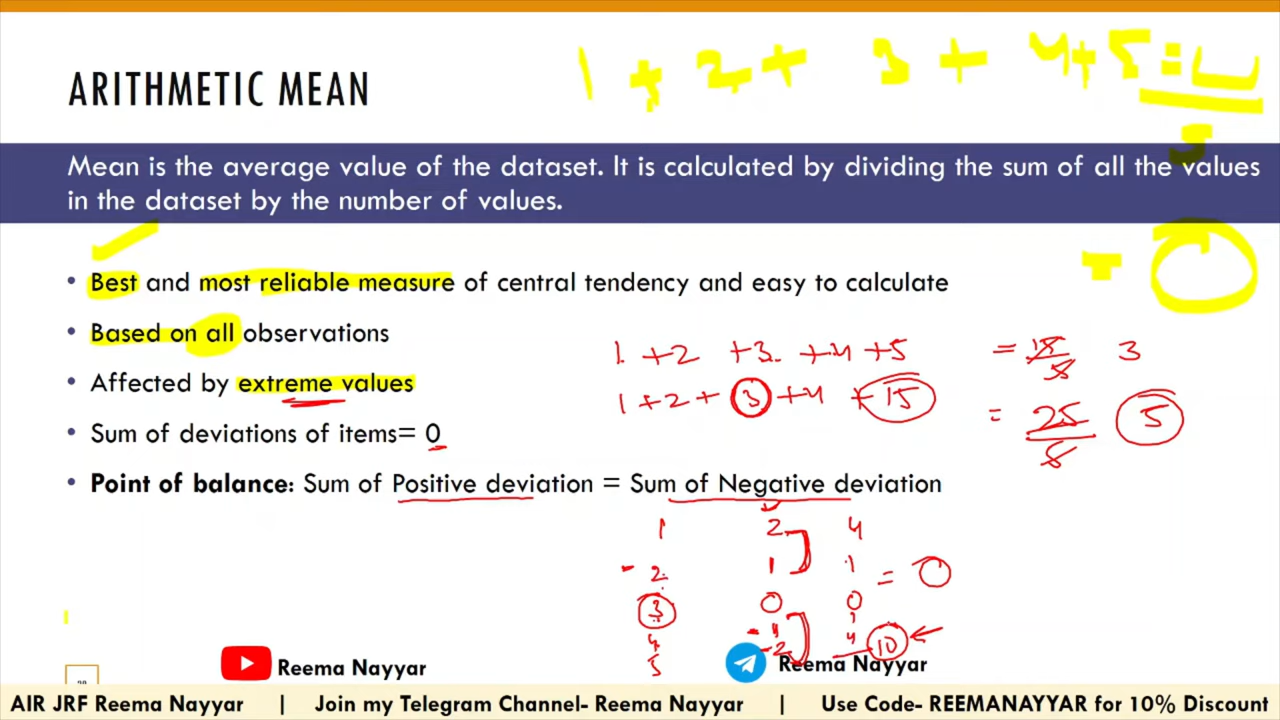 1 + 2 + 3 + 4 + 5 =
ARITHMETIC MEAN
5
Mean is the average value of the dataset. It is calculated by dividing the sum of all the values
in the dataset by the number of values.
=
• Best and most reliable measure of central tendency and easy to calculate
• Based on all observations
1 + 2 + 3 + 4 + 5 = 15/5 3
• Affected by extreme values
1 + 2 + 3 + 4 + 15 = 25/5 5
• Sum of deviations of items= 0
• Point of balance: Sum of Positive deviation = Sum of Negative deviation
1 2 4
2 1 1 = 0
3 0 0
4 -1 1
5 -2 4 10
Reema Nayyar
Reema Nayyar
AIR JRF Reema Nayyar | Join my Telegram Channel- Reema Nayyar | Use Code- REEMANAYYAR for 10% Discount